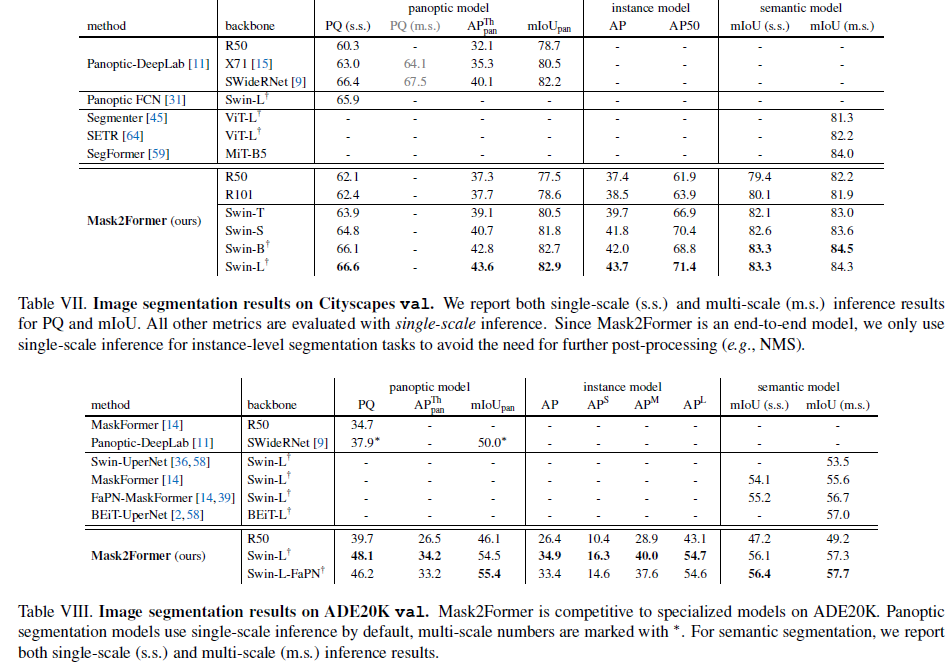 panoptic model instance model semantic model
method backbone PQ (s.s.) PQ (m.s.) AP^Th_pan mIoU_pan AP AP50 mIoU (s.s.) mIoU (m.s.)
R50 60.3 - 32.1 78.7 - - - -
Panoptic-DeepLab [11] X71 [15] 63.0 64.1 35.3 80.5 - - - -
SWideRNet [9] 66.4 67.5 40.1 82.2 - - - -
Panoptic FCN [31] Swin-L† 65.9 - - - - - - -
Segmenter [45] ViT-L† - - - - - - - 81.3
SETR [64] ViT-L† - - - - - - - 82.2
SegFormer [59] MiT-B5 - - - - - - - 84.0
R50 62.1 - 37.3 77.5 37.4 61.9 79.4 82.2
R101 62.4 - 37.7 78.6 38.5 63.9 80.1 81.9
Mask2Former (ours) Swin-T 63.9 - 39.1 80.5 39.7 66.9 82.1 83.0
Swin-S 64.8 - 40.7 81.8 41.8 70.4 82.6 83.6
Swin-B† 66.1 - 42.8 82.7 42.0 68.8 83.3 84.5
Swin-L† 66.6 - 43.6 82.9 43.7 71.4 83.3 84.3
Table VII. Image segmentation results on Cityscapes val. We report both single-scale (s.s.) and multi-scale (m.s.) inference results
for PQ and mIoU. All other metrics are evaluated with single-scale inference. Since Mask2Former is an end-to-end model, we only use
single-scale inference for instance-level segmentation tasks to avoid the need for further post-processing (e.g., NMS).
panoptic model instance model semantic model
method backbone PQ AP^Th_pan mIoU_pan AP AP^S AP^M AP^L mIoU (s.s.) mIoU (m.s.)
MaskFormer [14] R50 34.7 - - - - - - - -
Panoptic-DeepLab [11] SWideRNet [9] 37.9* - 50.0* - - - - - -
Swin-UperNet [36,58] Swin-L† - - - - - - - - 53.5
MaskFormer [14] Swin-L† - - - - - - - 54.1 55.6
FaPN-MaskFormer [14,39] Swin-L† - - - - - - - 55.2 56.7
BEiT-UperNet [2,58] BEiT-L† - - - - - - - - 57.0
R50 39.7 26.5 46.1 26.4 10.4 28.9 43.1 47.2 49.2
Mask2Former (ours) Swin-L† 48.1 34.2 54.5 34.9 16.3 40.0 54.7 56.1 57.3
Swin-L-FaPN† 46.2 33.2 55.4 33.4 14.6 37.6 54.6 56.4 57.7
Table VIII. Image segmentation results on ADE20K val. Mask2Former is competitive to specialized models on ADE20K. Panoptic
segmentation models use single-scale inference by default, multi-scale numbers are marked with *. For semantic segmentation, we report
both single-scale (s.s.) and multi-scale (m.s.) inference results.